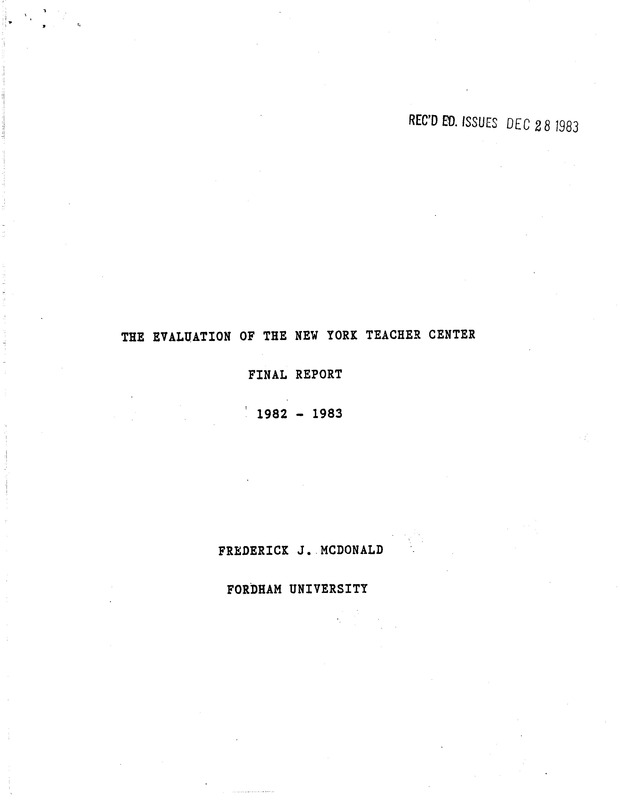 REC'D ED. ISSUES DEC 28 1983
THE EVALUATION OF THE NEW YORK TEACHER CENTER
FINAL REPORT
1982 - 1983
FREDERICK J. MCDONALD
FORDHAM UNIVERSITY